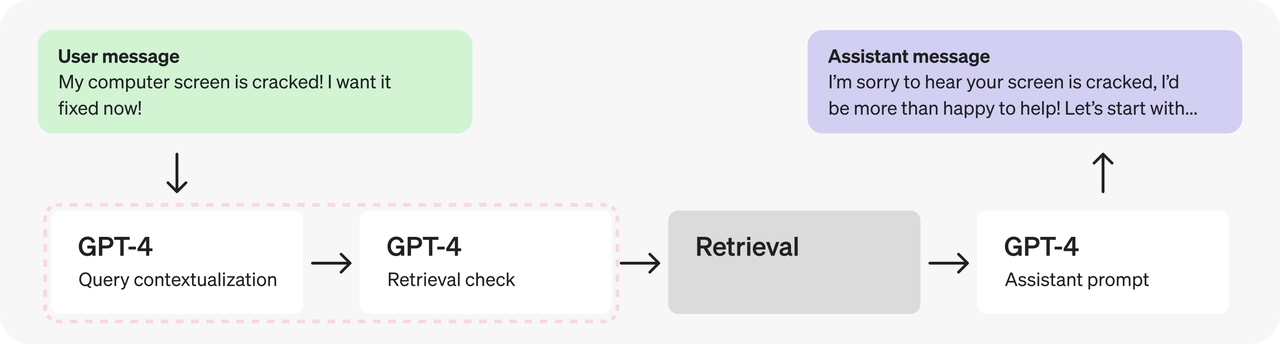 User message
My computer screen is cracked! I want it
fixed now!
Assistant message
I’m sorry to hear your screen is cracked, I’d
be more than happy to help! Let’s start with...
GPT-4
Query contextualization
GPT-4
Retrieval check
Retrieval
GPT-4
Assistant prompt